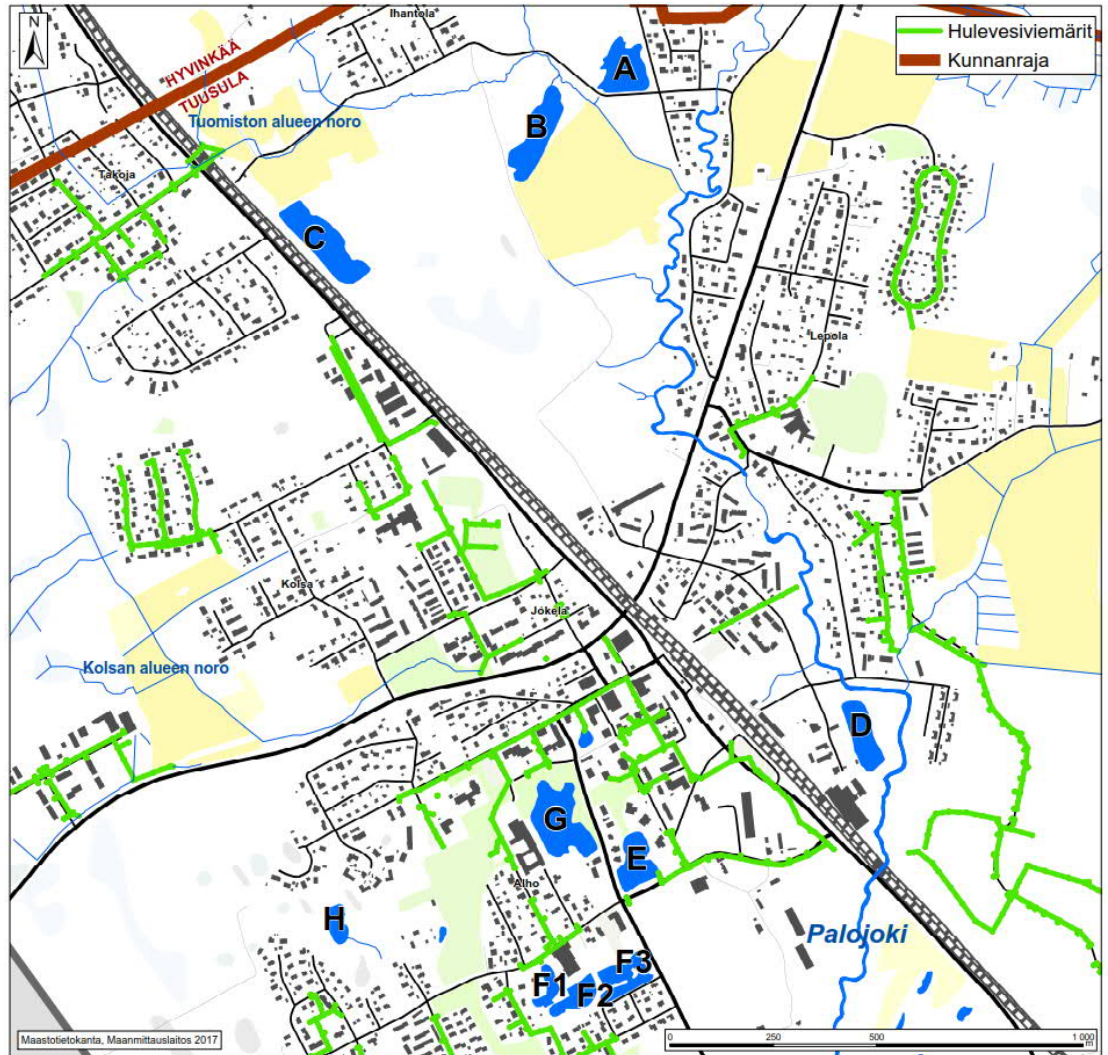 N
Ihantola
Hulevesiviemärit
Kunnanraja
HYVINKÄÄ
TUUSULA
A
B
Tuomiston alueen noro
Takoja
C
Lepola
Kolsa
Jokela
Kolsan alueen noro
D
G
E
Alho
H
Palojoki
F1
F2
F3
Maastotietokanta, Maanmittauslaitos 2017
0 250 500 1 000
m